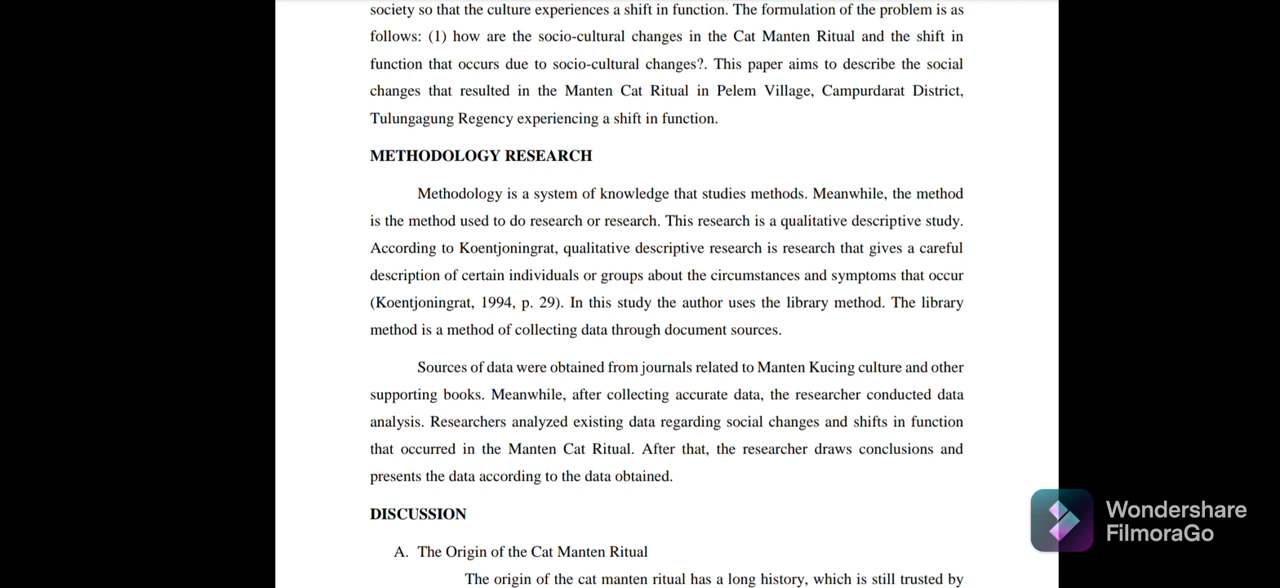 society so that the culture experiences a shift in function. The formulation of the problem is as
follows: (1) how are the socio-cultural changes in the Cat Manten Ritual and the shift in
function that occurs due to socio-cultural changes?. This paper aims to describe the social
changes that resulted in the Manten Cat Ritual in Pelem Village, Campurdarat District,
Tulungagung Regency experiencing a shift in function.
METHODOLOGY RESEARCH
Methodology is a system of knowledge that studies methods. Meanwhile, the method
is the method used to do research or research. This research is a qualitative descriptive study.
According to Koentjoningrat, qualitative descriptive research is research that gives a careful
description of certain individuals or groups about the circumstances and symptoms that occur
(Koentjoningrat, 1994, p. 29). In this study the author uses the library method. The library
method is a method of collecting data through document sources.
Sources of data were obtained from journals related to Manten Kucing culture and other
supporting books. Meanwhile, after collecting accurate data, the researcher conducted data
analysis. Researchers analyzed existing data regarding social changes and shifts in function
that occurred in the Manten Cat Ritual. After that, the researcher draws conclusions and
presents the data according to the data obtained.
DISCUSSION
A. The Origin of the Cat Manten Ritual
The origin of the cat manten ritual has a long history, which is still trusted by
Wondershare
FilmoraGo